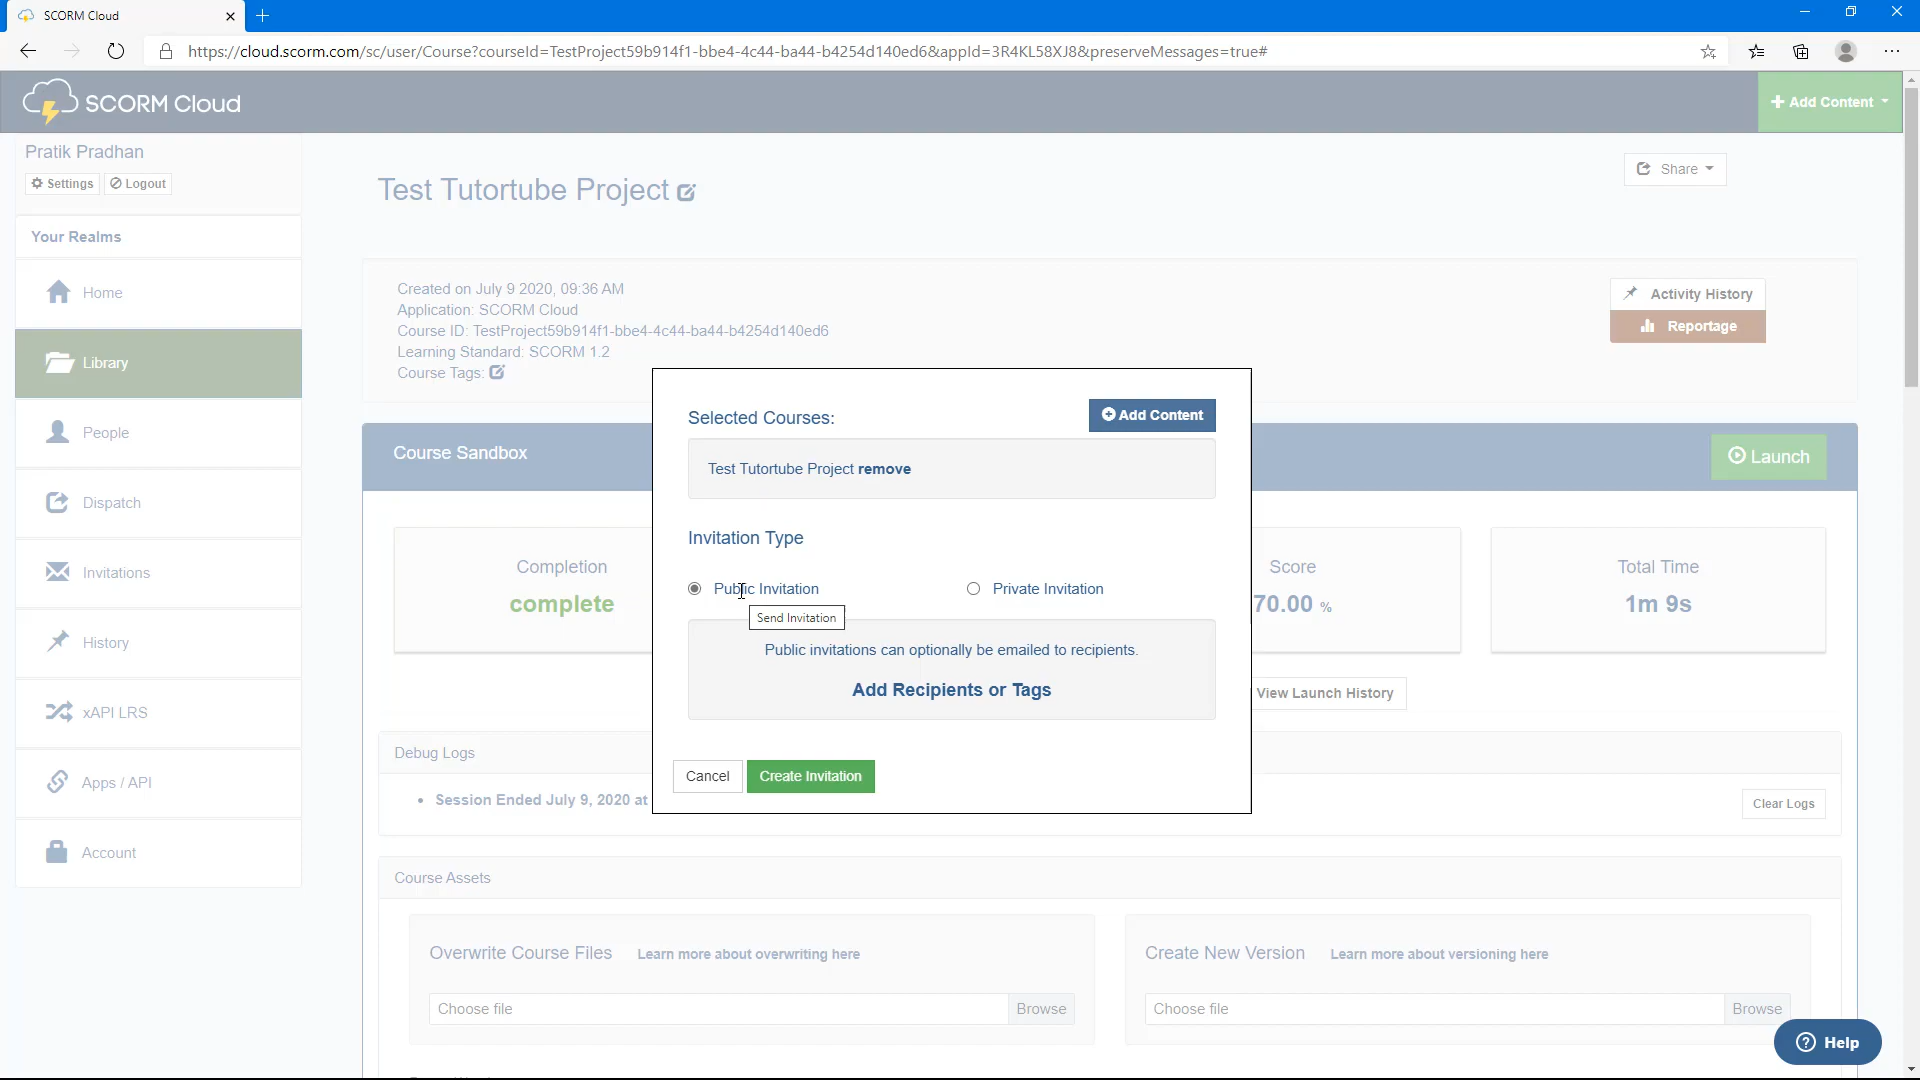 SCORM Cloud
https://cloud.scorm.com/sc/user/Course?courseId=TestProject59b914f1-bbe4-4c44-ba44-b4254d140ed6&appId=3R4KL58XJ8&preserveMessages=true#
SCORM Cloud
Add Content
Pratik Pradhan
Settings
Logout
Your Realms
Home
Library
People
Dispatch
Invitations
History
xAPI LRS
Apps / API
Account
Test Tutortube Project
Share
Created on July 9 2020, 09:36 AM
Application: SCORM Cloud
Course ID: TestProject59b914f1-bbe4-4c44-ba44-b4254d140ed6
Learning Standard: SCORM 1.2
Course Tags:
Activity History
Reportage
Course Sandbox
Launch
Completion
complete
Score
70.00 %
Total Time
1m 9s
View Launch History
Selected Courses:
Add Content
Test Tutortube Project remove
Invitation Type
Public Invitation
Private Invitation
Send Invitation
Public invitations can optionally be emailed to recipients.
Add Recipients or Tags
Cancel
Create Invitation
Debug Logs
Session Ended July 9, 2020 at
Clear Logs
Course Assets
Overwrite Course Files
Learn more about overwriting here
Choose file
Browse
Create New Version
Learn more about versioning here
Choose file
Browse
Help